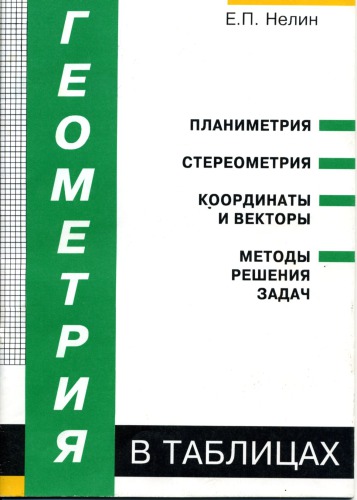 Е.П. Нелин
ГЕОМЕТРИЯ
ПЛАНИМЕТРИЯ
СТЕРЕОМЕТРИЯ
КООРДИНАТЫ
И ВЕКТОРЫ
МЕТОДЫ
РЕШЕНИЯ
ЗАДАЧ
В ТАБЛИЦАХ